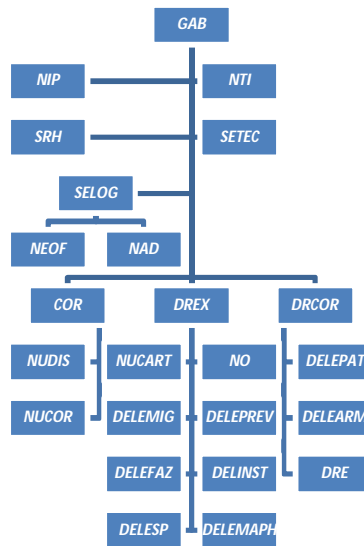 GAB
NIP NTI
SRH SETEC
SELOG
NEOF NAD
COR DREX DRCOR
NUDIS NUCART NO DELEPAT
NUCOR DELEMIG DELEPREV DELEARM
DELEFAZ DELINST DRE
DELESP DELEMAPH